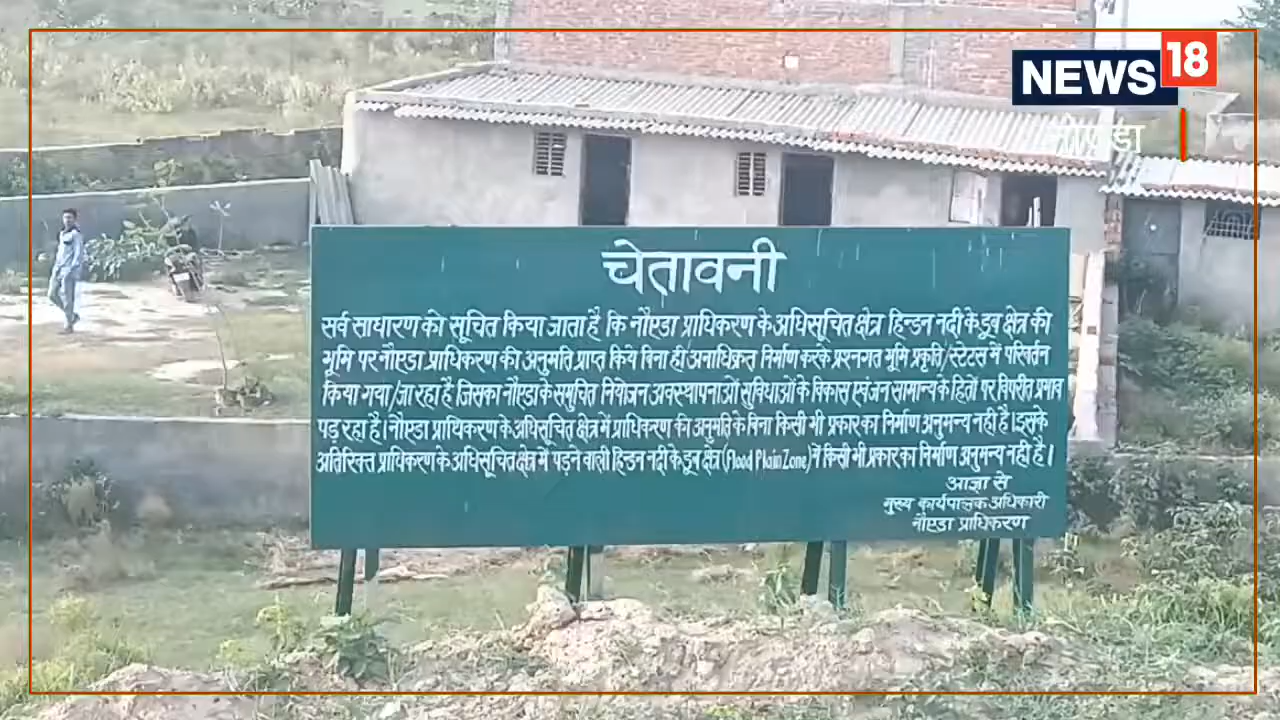 NEWS 18
नोएडा
चेतावनी
सर्व साधारण को सूचित किया जाता है कि नौएडा प्राधिकरण के अधिसूचित क्षेत्र हिन्डन नदी के डूब क्षेत्र की
भूमि पर नौएडा प्राधिकरण की अनुमति प्राप्त किये बिना ही/अनाधिक्रत निर्माण करके प्रश्नगत भूमि प्रकृति/स्टेटस में परिवर्तन
किया गया/जा रहा है जिसका नौएडा के समुचित नियोजन अवस्थापनाओं सुविधाओं के विकास एवं जन सामान्य के हितों पर विपरीत प्रभाव
पड़ रहा है। नौएडा प्राधिकरण के अधिसूचित क्षेत्र में प्राधिकरण की अनुमति के बिना किसी भी प्रकार का निर्माण अनुमन्य नही है। इसके
अतिरिक्त प्राधिकरण के अधिसूचित क्षेत्र में पड़ने वाली हिन्डन नदी के डूब क्षेत्र (Flood Plain Zone) में किसी भी प्रकार का निर्माण अनुमन्य नही है।
आज्ञा से
मुख्य कार्यपालक अधिकारी
नौएडा प्राधिकरण